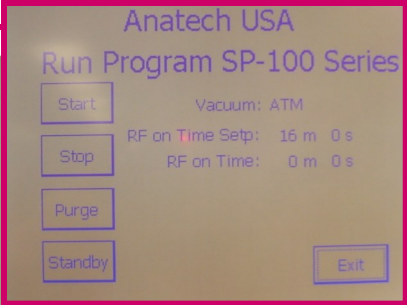 Anatech USA
Run Program SP-100 Series
Start
Vacuum: ATM
RF on Time Setp: 16 m 0 s
Stop
RF on Time: 0 m 0 s
Purge
Standby
Exit